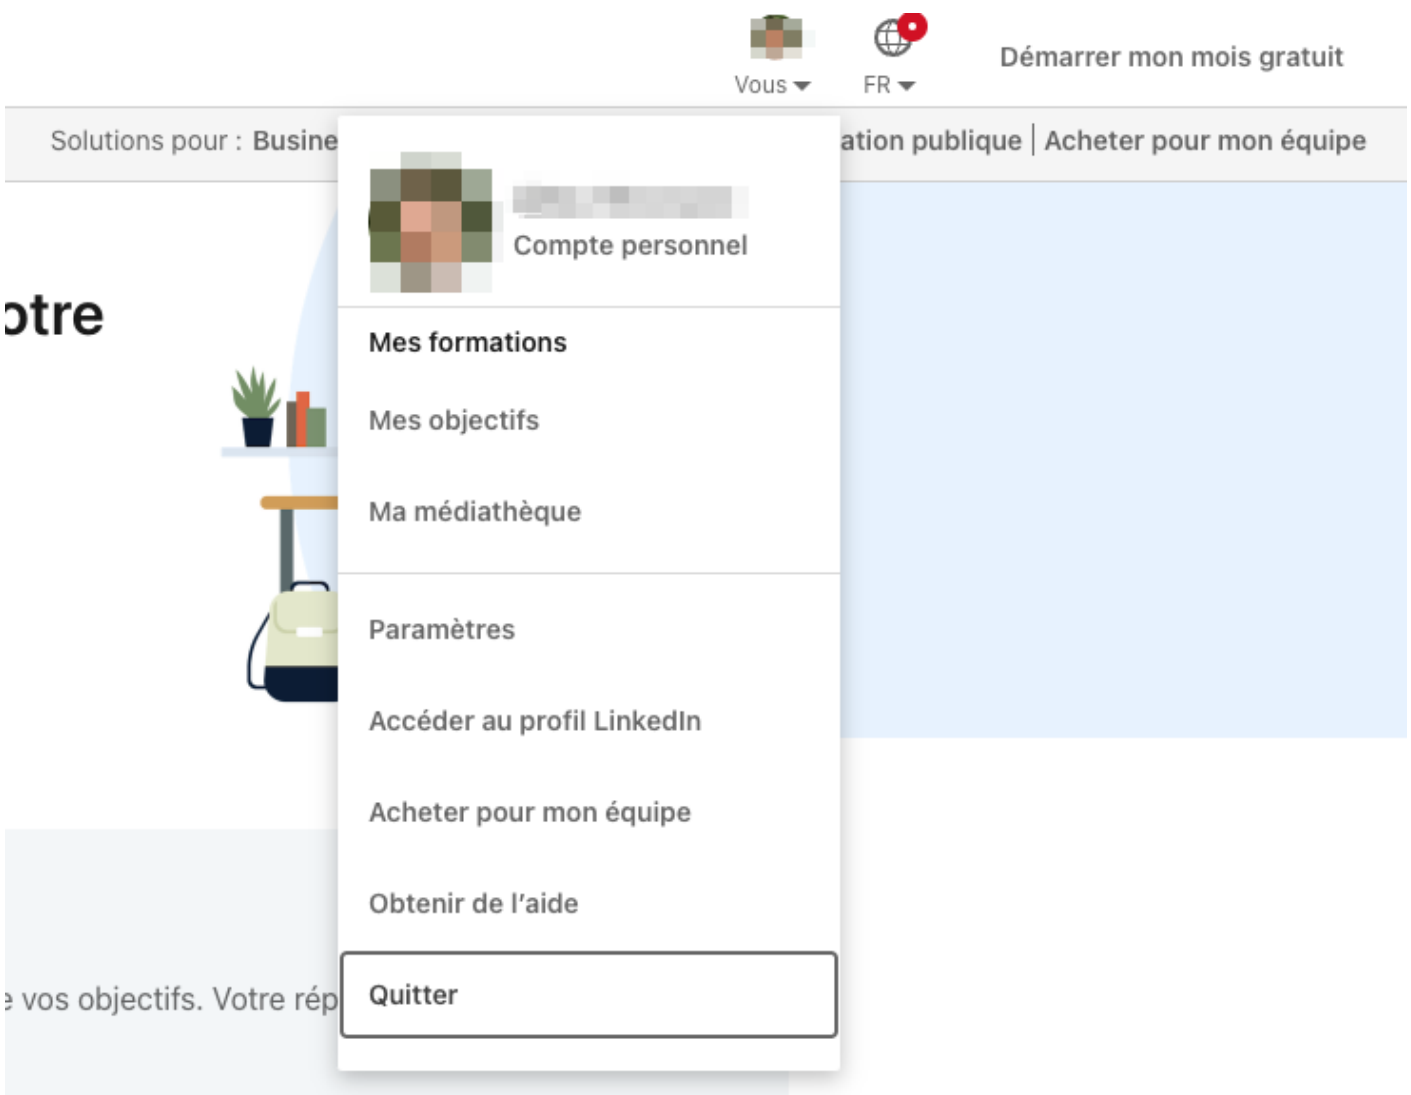 Vous
FR
Démarrer mon mois gratuit
Solutions pour : Busine
ation publique | Acheter pour mon équipe
Compte personnel
otre
Mes formations
Mes objectifs
Ma médiathèque
Paramètres
Accéder au profil LinkedIn
Acheter pour mon équipe
Obtenir de l'aide
Quitter
vos objectifs. Votre rép